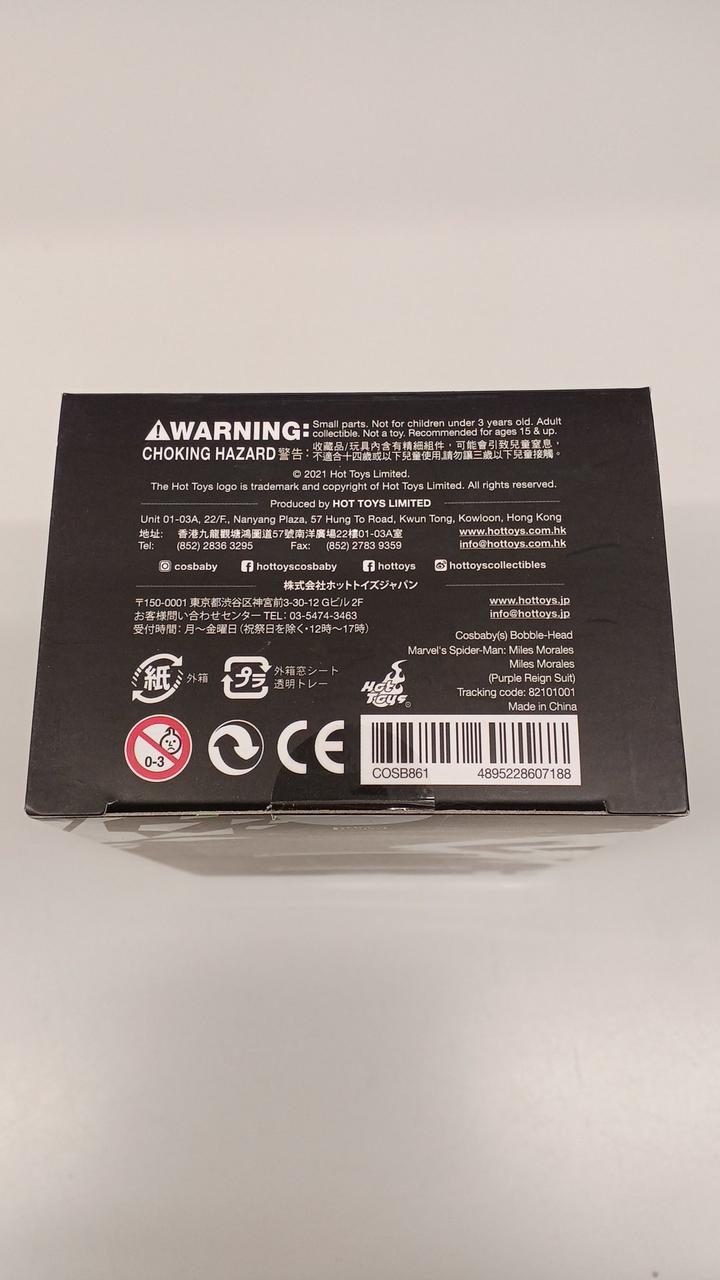 WARNING:
Small parts. Not for children under 3 years old. Adult
collectible. Not a toy. Recommended for ages 15 & up.
CHOKING HAZARD 警告:
收藏品/玩具內含有精細組件，可能會引致兒童窒息，
不適合十四歲或以下兒童使用,請勿讓三歲以下兒童接觸。
© 2021 Hot Toys Limited.
The Hot Toys logo is trademark and copyright of Hot Toys Limited. All rights reserved.
Produced by HOT TOYS LIMITED
Unit 01-03A, 22/F., Nanyang Plaza, 57 Hung To Road, Kwun Tong, Kowloon, Hong Kong
地址: 香港九龍觀塘鴻圖道57號南洋廣場22樓01-03A室 www.hottoys.com.hk
Tel: (852) 2836 3295 Fax: (852) 2783 9359 info@hottoys.com.hk
cosbaby hottoyscosbaby hottoys hottoyscollectibles
株式会社ホットトイズジャパン
〒150-0001 東京都渋谷区神宮前3-30-12 Gビル 2F www.hottoys.jp
お客様問い合わせセンター TEL: 03-5474-3463 info@hottoys.jp
受付時間: 月～金曜日 (祝祭日を除く・12時～17時)
Cosbaby(s) Bobble-Head
Marvel's Spider-Man: Miles Morales
Miles Morales
(Purple Reign Suit)
Tracking code: 82101001
Made in China
紙 外箱
プラ 外箱窓シート
透明トレー
Hot Toys
0-3
CE
COSB861 4895228607188